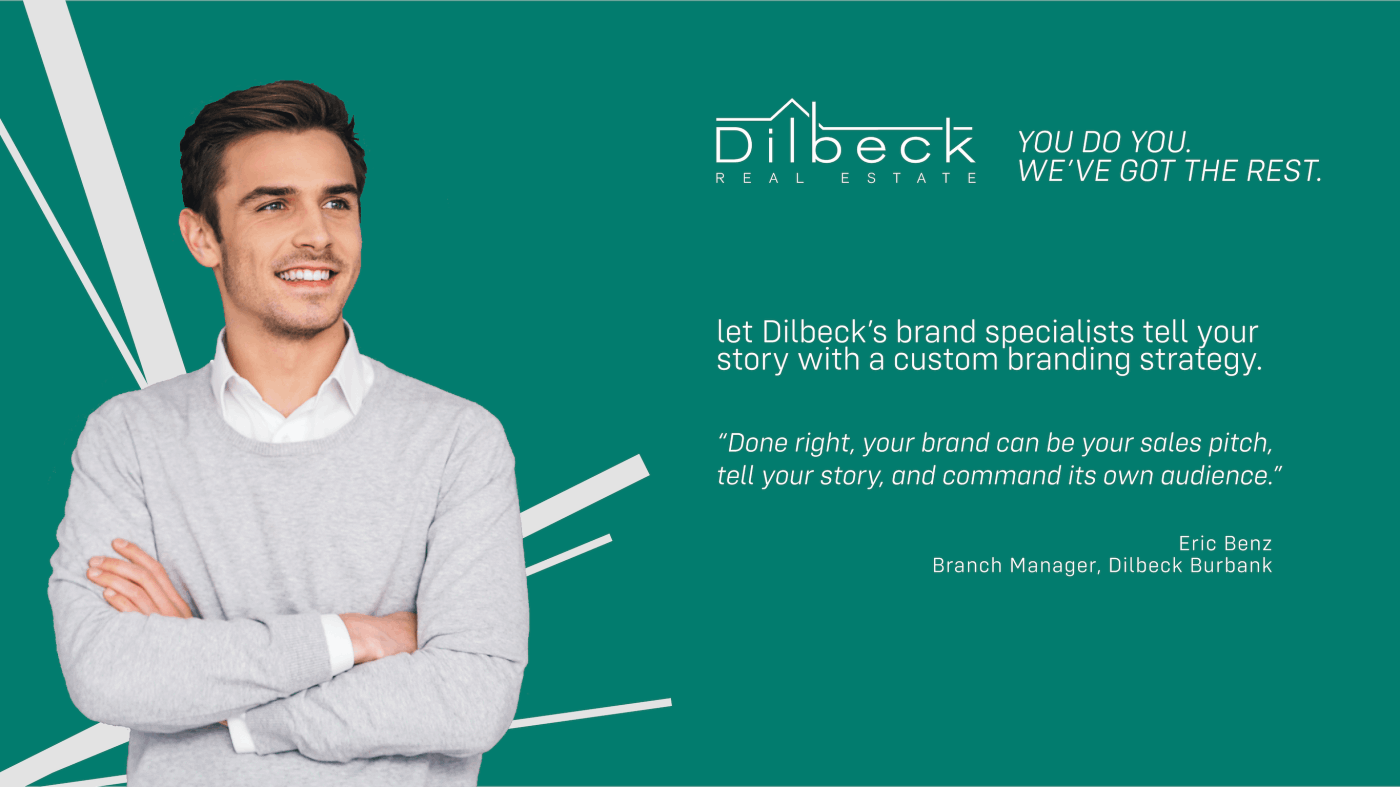 Dilbeck
REAL ESTATE
YOU DO YOU.
WE’VE GOT THE REST.
let Dilbeck’s brand specialists tell your
story with a custom branding strategy.
“Done right, your brand can be your sales pitch,
tell your story, and command its own audience.”
Eric Benz
Branch Manager, Dilbeck Burbank